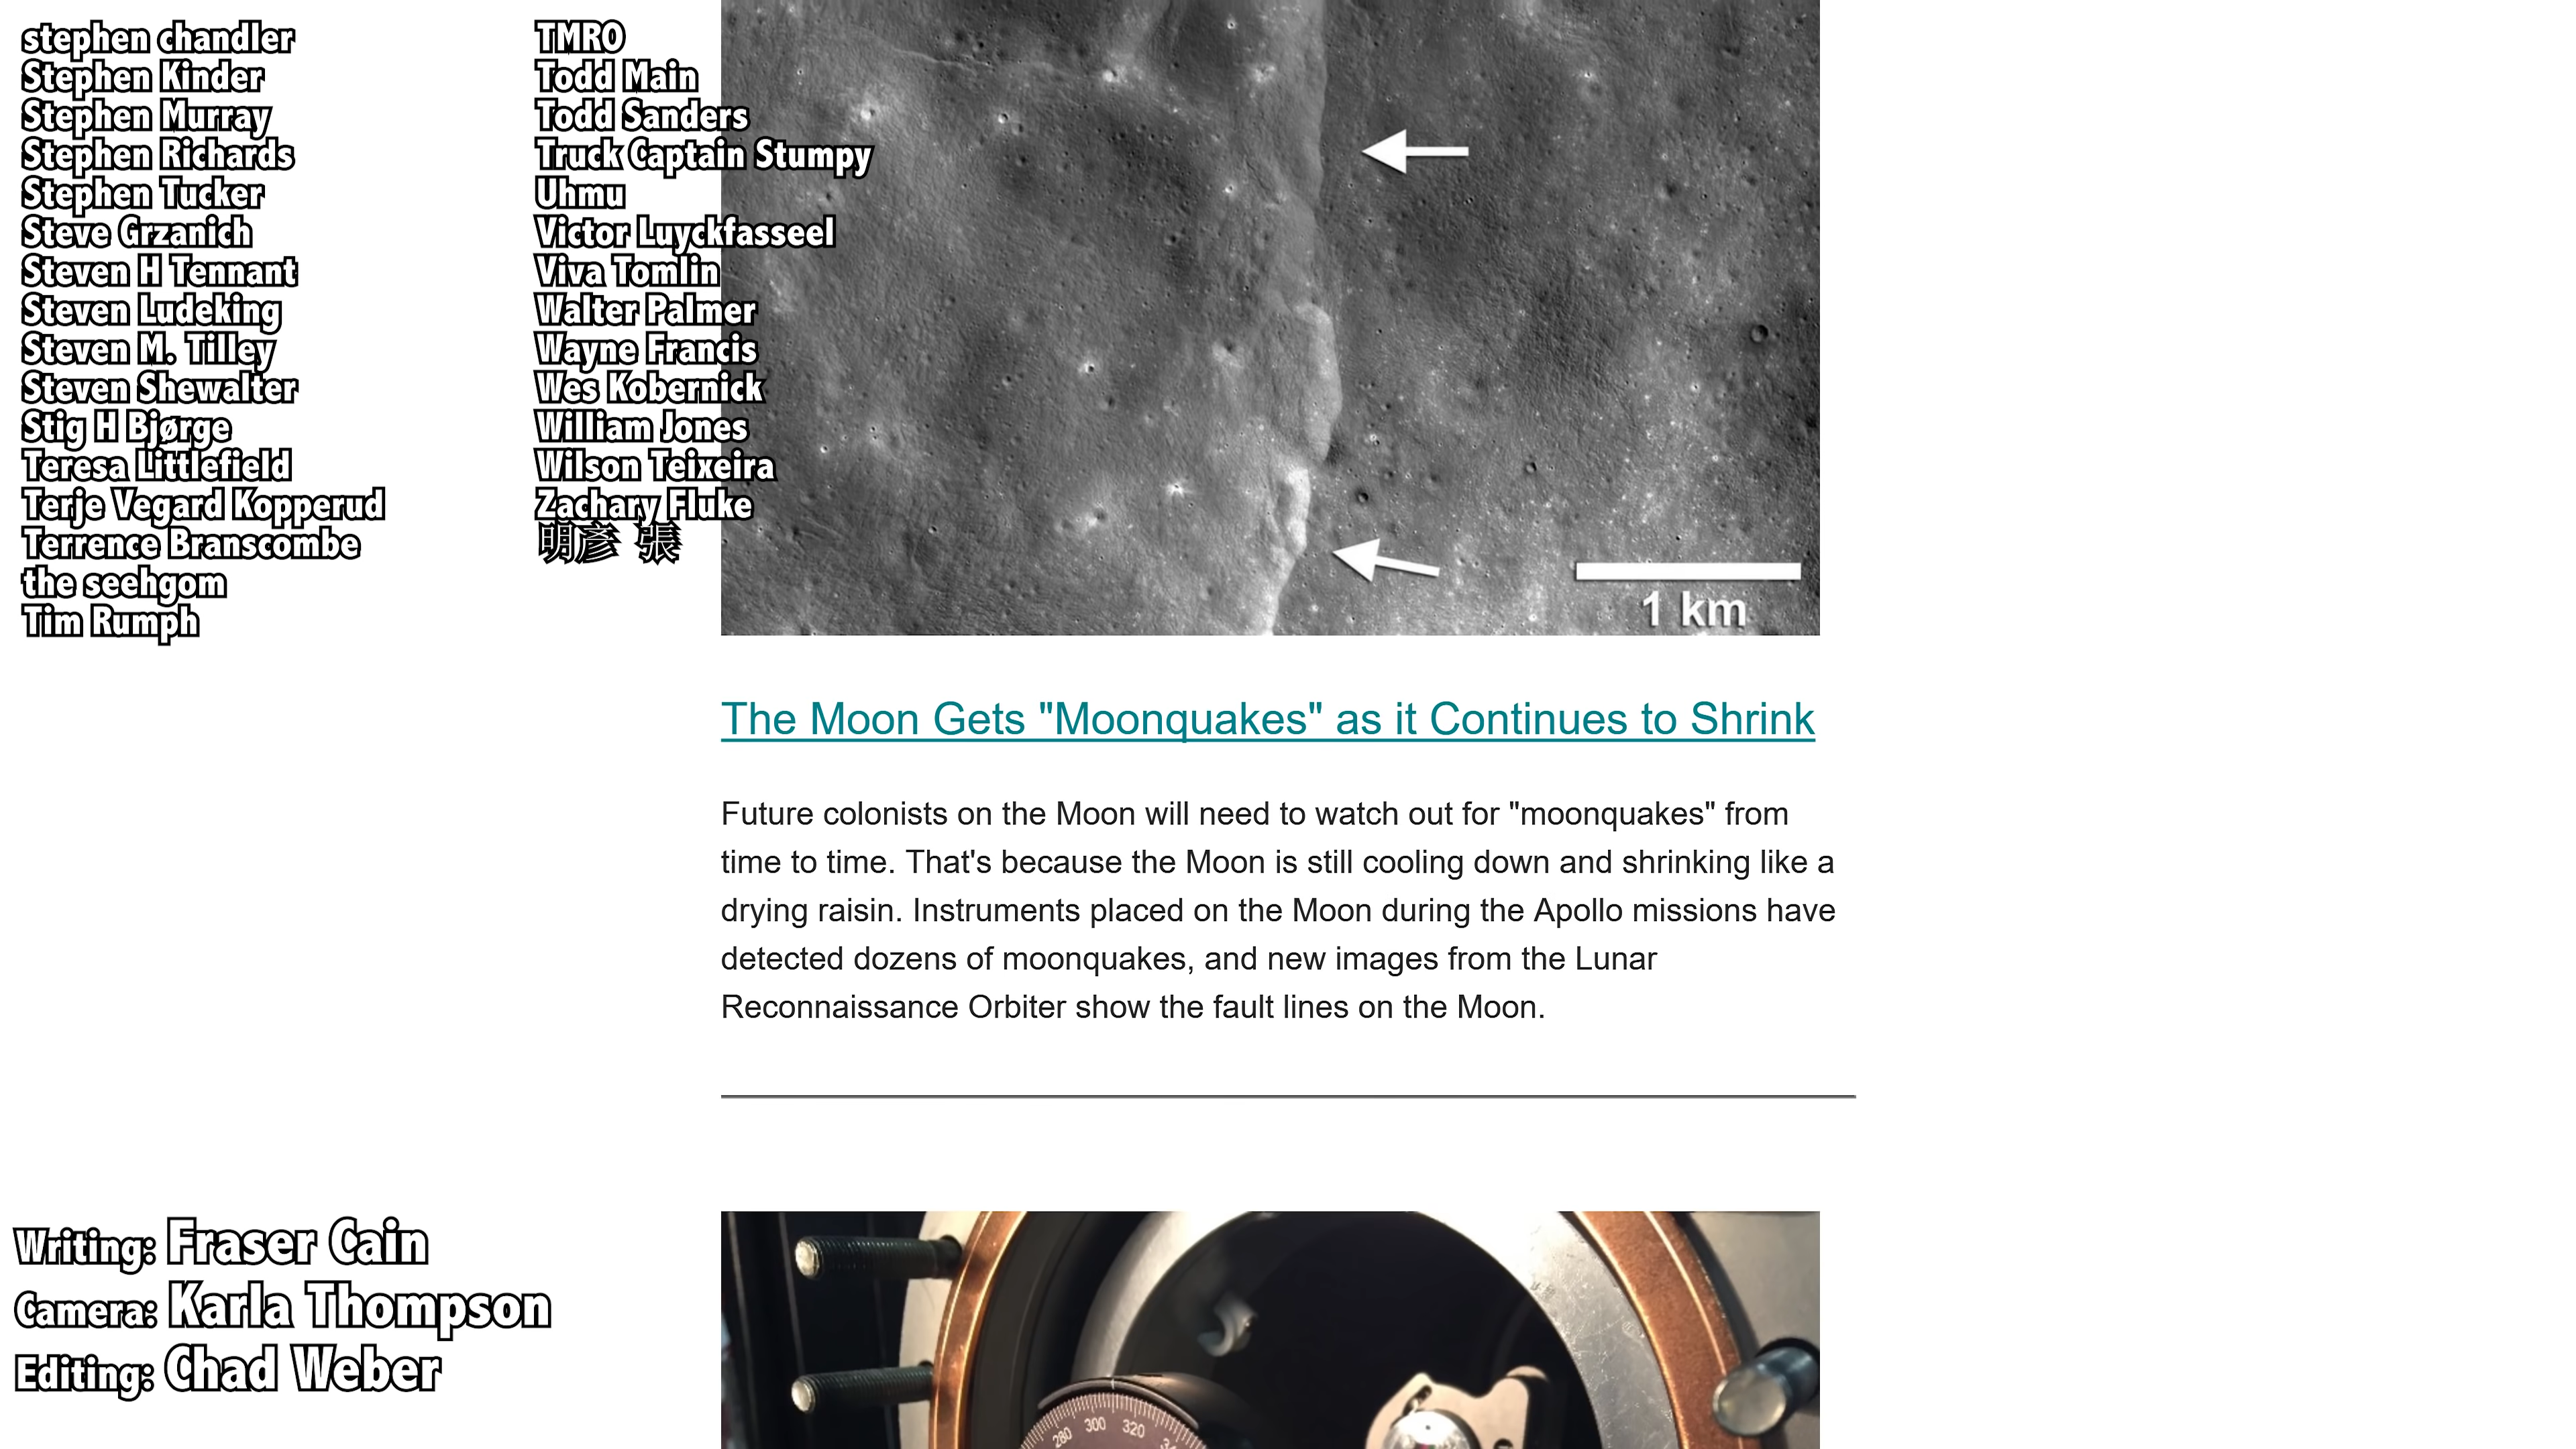 stephen chandler
Stephen Kinder
Stephen Murray
Stephen Richards
Stephen Tucker
Steve Grzanich
Steven H Tennant
Steven Ludeking
Steven M. Tilley
Steven Shewalter
Stig H Bjørge
Teresa Littlefield
Terje Vegard Kopperud
Terrence Branscombe
the seehgom
Tim Rumph
TMRO
Todd Main
Todd Sanders
Truck Captain Stumpy
Uhmu
Victor Luyckfasseel
Viva Tomlin
Walter Palmer
Wayne Francis
Wes Kobernick
William Jones
Wilson Teixeira
Zachary Fluke
明彥 張
1 km
The Moon Gets "Moonquakes" as it Continues to Shrink
Future colonists on the Moon will need to watch out for "moonquakes" from
time to time. That's because the Moon is still cooling down and shrinking like a
drying raisin. Instruments placed on the Moon during the Apollo missions have
detected dozens of moonquakes, and new images from the Lunar
Reconnaissance Orbiter show the fault lines on the Moon.
Writing: Fraser Cain
Camera: Karla Thompson
Editing: Chad Weber
280 300 320